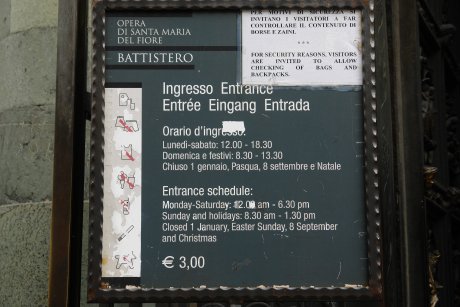 OPERA
DI SANTA MARIA
DEL FIORE
BATTISTERO
PER MOTIVI DI SICUREZZA SI
INVITANO I VISITATORI A FAR
CONTROLLARE IL CONTENUTO DI
BORSE E ZAINI.
***
FOR SECURITY REASONS, VISITORS
ARE INVITED TO ALLOW
CHECKING OF BAGS AND
BACKPACKS.
Ingresso Entrance
Entrée Eingang Entrada
Orario d'ingresso:
Lunedi-sabato: 12.00 - 18.30
Domenica e festivi: 8.30 - 13.30
Chiuso 1 gennaio, Pasqua, 8 settembre e Natale
Entrance schedule:
Monday-Saturday: 12.00 am - 6.30 pm
Sunday and holidays: 8.30 am - 1.30 pm
Closed 1 January, Easter Sunday, 8 September
and Christmas
€ 3,00